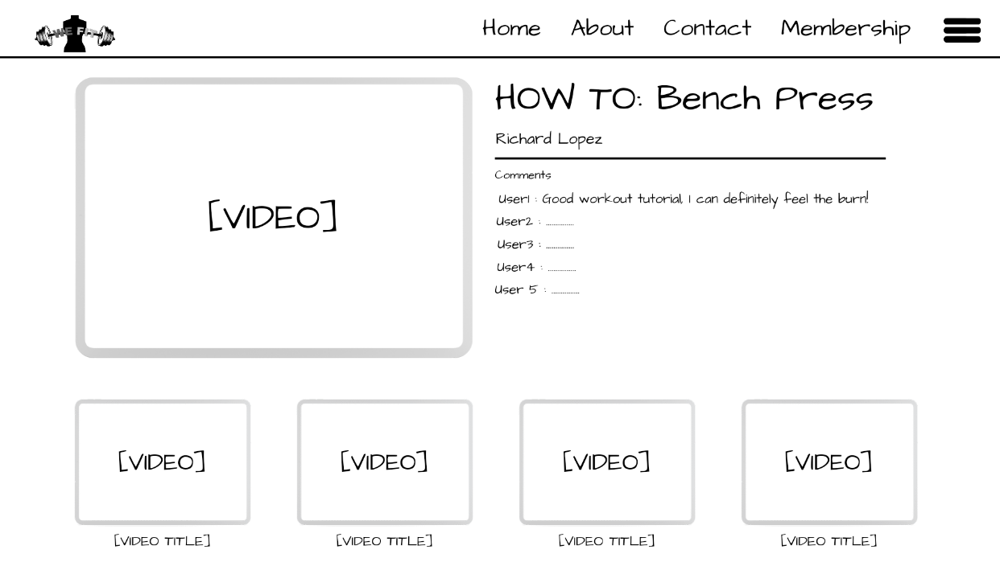 WE FIT
Home About Contact Membership
HOW TO: Bench Press
Richard Lopez
[VIDEO]
Comments
User1 : Good workout tutorial, I can definitely feel the burn!
User2 : ..............
User3 : ..............
User4 : ..............
User 5 : ..............
[VIDEO] [VIDEO] [VIDEO] [VIDEO]
[VIDEO TITLE] [VIDEO TITLE] [VIDEO TITLE] [VIDEO TITLE]